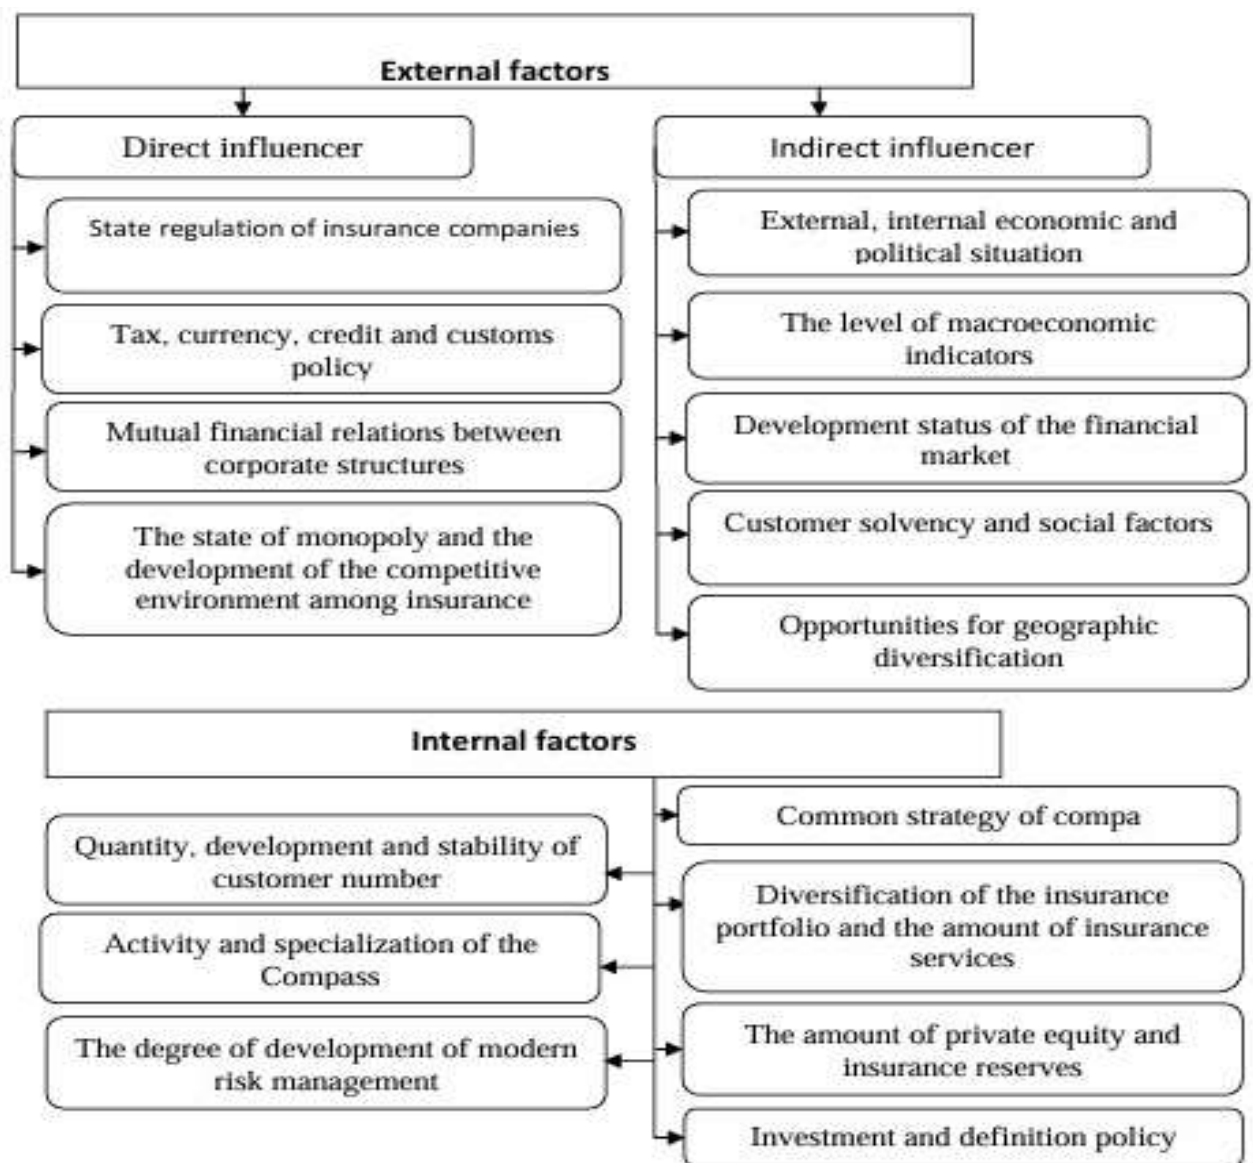 External factors
Direct influencer
State regulation of insurance companies
Tax, currency, credit and customs
policy
Mutual financial relations between
corporate structures
The state of monopoly and the
development of the competitive
environment among insurance
Indirect influencer
External, internal economic and
political situation
The level of macroeconomic
indicators
Development status of the financial
market
Customer solvency and social factors
Opportunities for geographic
diversification
Internal factors
Quantity, development and stability of
customer number
Activity and specialization of the
Compass
The degree of development of modern
risk management
Common strategy of compa
Diversification of the insurance
portfolio and the amount of insurance
services
The amount of private equity and
insurance reserves
Investment and definition policy